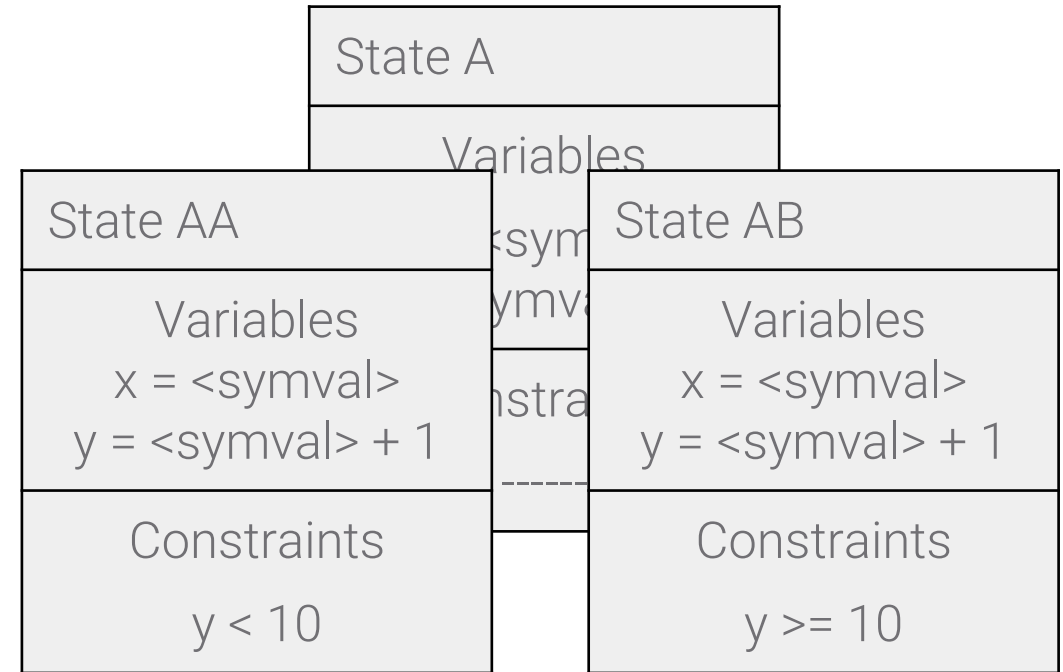 State A
Variables
State AA
Variables
x = <symval>
y = <symval> + 1
Constraints
y < 10
State AB
Variables
x = <symval>
y = <symval> + 1
Constraints
y >= 10